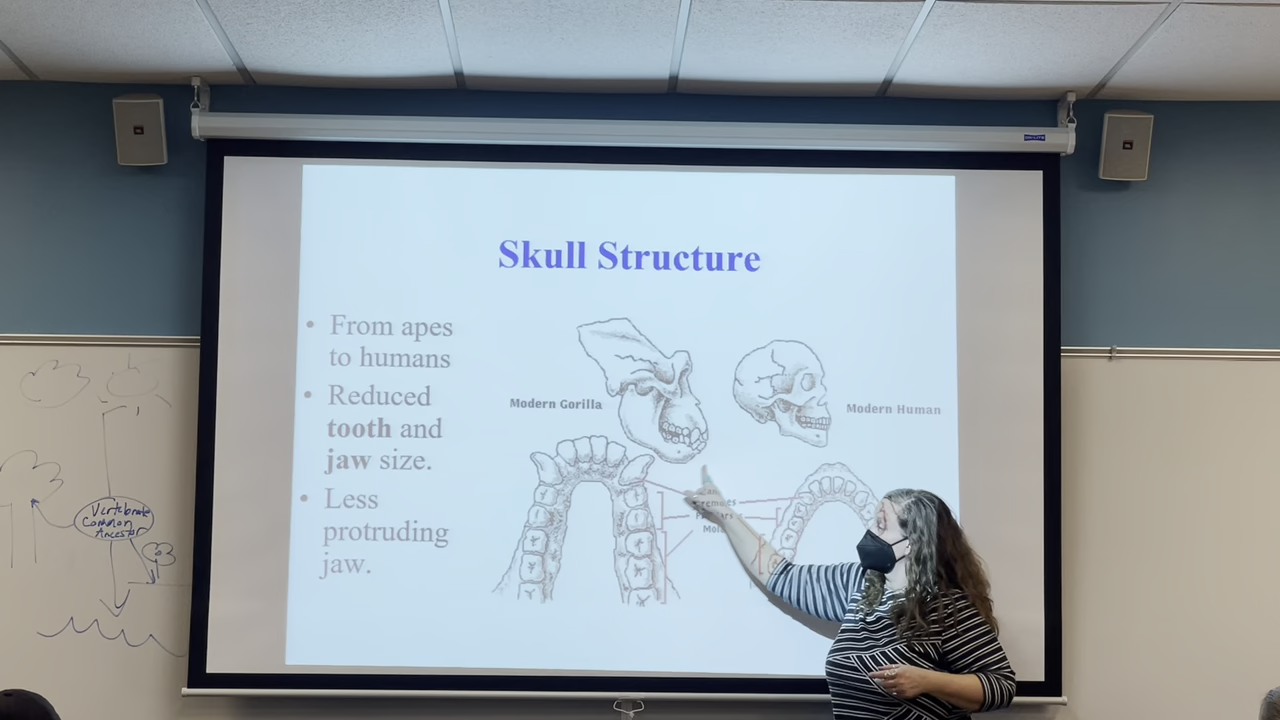 Skull Structure
• From apes
to humans
• Reduced
tooth and
jaw size.
• Less
protruding
jaw.
Modern Gorilla
Modern Human
Vertebrate
Common
Ancestor